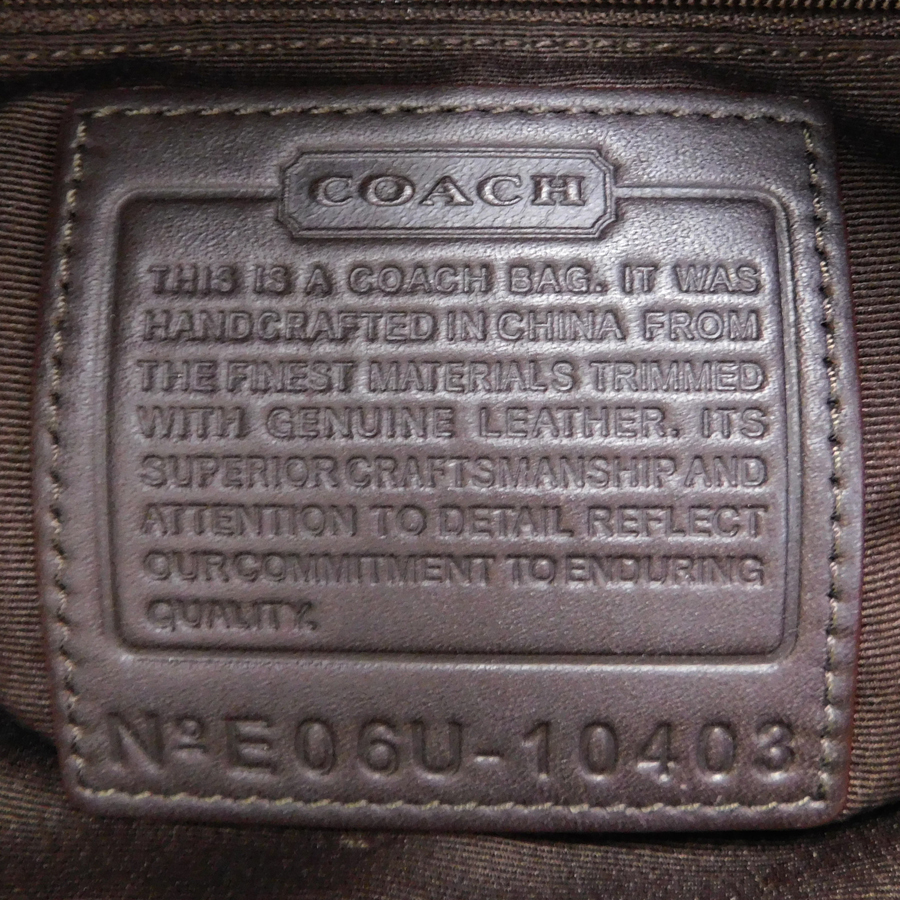 COACH
THIS IS A COACH BAG. IT WAS
HANDCRAFTED IN CHINA FROM
THE FINEST MATERIALS TRIMMED
WITH GENUINE LEATHER. ITS
SUPERIOR CRAFTSMANSHIP AND
ATTENTION TO DETAIL REFLECT
OUR COMMITMENT TO ENDURING
QUALITY.
Nº E06U-10403